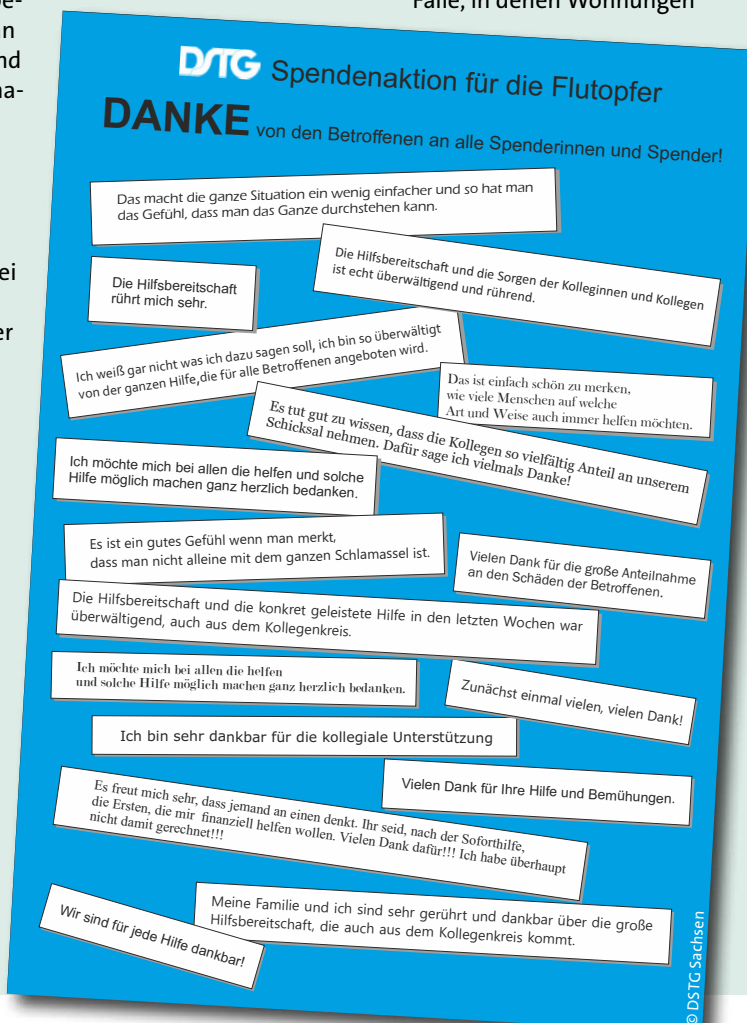 be-
an
nd
na-
ei
er
Fälle, in denen Wohnungen
DSTG Spendenaktion für die Flutopfer
DANKE von den Betroffenen an alle Spenderinnen und Spender!
Das macht die ganze Situation ein wenig einfacher und so hat man
das Gefühl, dass man das Ganze durchstehen kann.
Die Hilfsbereitschaft
rührt mich sehr.
Die Hilfsbereitschaft und die Sorgen der Kolleginnen und Kollegen
ist echt überwältigend und rührend.
Ich weiß gar nicht was ich dazu sagen soll, ich bin so überwältigt
von der ganzen Hilfe,die für alle Betroffenen angeboten wird.
Das ist einfach schön zu merken,
wie viele Menschen auf welche
Art und Weise auch immer helfen möchten.
Es tut gut zu wissen, dass die Kollegen so vielfältig Anteil an unserem
Schicksal nehmen. Dafür sage ich vielmals Danke!
Ich möchte mich bei allen die helfen und solche
Hilfe möglich machen ganz herzlich bedanken.
Es ist ein gutes Gefühl wenn man merkt,
dass man nicht alleine mit dem ganzen Schlamassel ist.
Vielen Dank für die große Anteilnahme
an den Schäden der Betroffenen.
Die Hilfsbereitschaft und die konkret geleistete Hilfe in den letzten Wochen war
überwältigend, auch aus dem Kollegenkreis.
Ich möchte mich bei allen die helfen
und solche Hilfe möglich machen ganz herzlich bedanken.
Zunächst einmal vielen, vielen Dank!
Ich bin sehr dankbar für die kollegiale Unterstützung
Vielen Dank für Ihre Hilfe und Bemühungen.
Es freut mich sehr, dass jemand an einen denkt. Ihr seid, nach der Soforthilfe,
die Ersten, die mir finanziell helfen wollen. Vielen Dank dafür!!! Ich habe überhaupt
nicht damit gerechnet!!!
Meine Familie und ich sind sehr gerührt und dankbar über die große
Hilfsbereitschaft, die auch aus dem Kollegenkreis kommt.
Wir sind für jede Hilfe dankbar!
© DSTG Sachsen